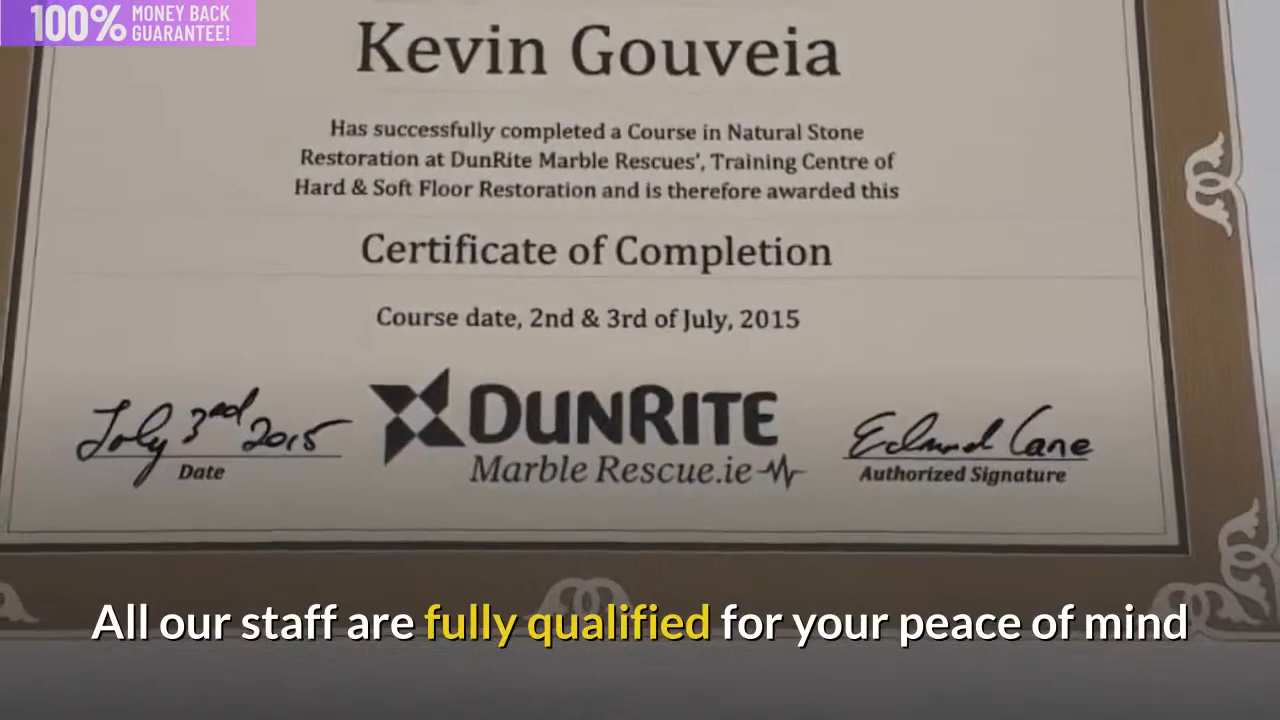 100% MONEY BACK
GUARANTEE!
Kevin Gouveia
Has successfully completed a Course in Natural Stone
Restoration at DunRite Marble Rescues', Training Centre of
Hard & Soft Floor Restoration and is therefore awarded this
Certificate of Completion
Course date, 2nd & 3rd of July, 2015
July 3rd 2015
Date
DUNRITE
Marble Rescue.ie
Edmund Cane
Authorized Signature
All our staff are fully qualified for your peace of mind